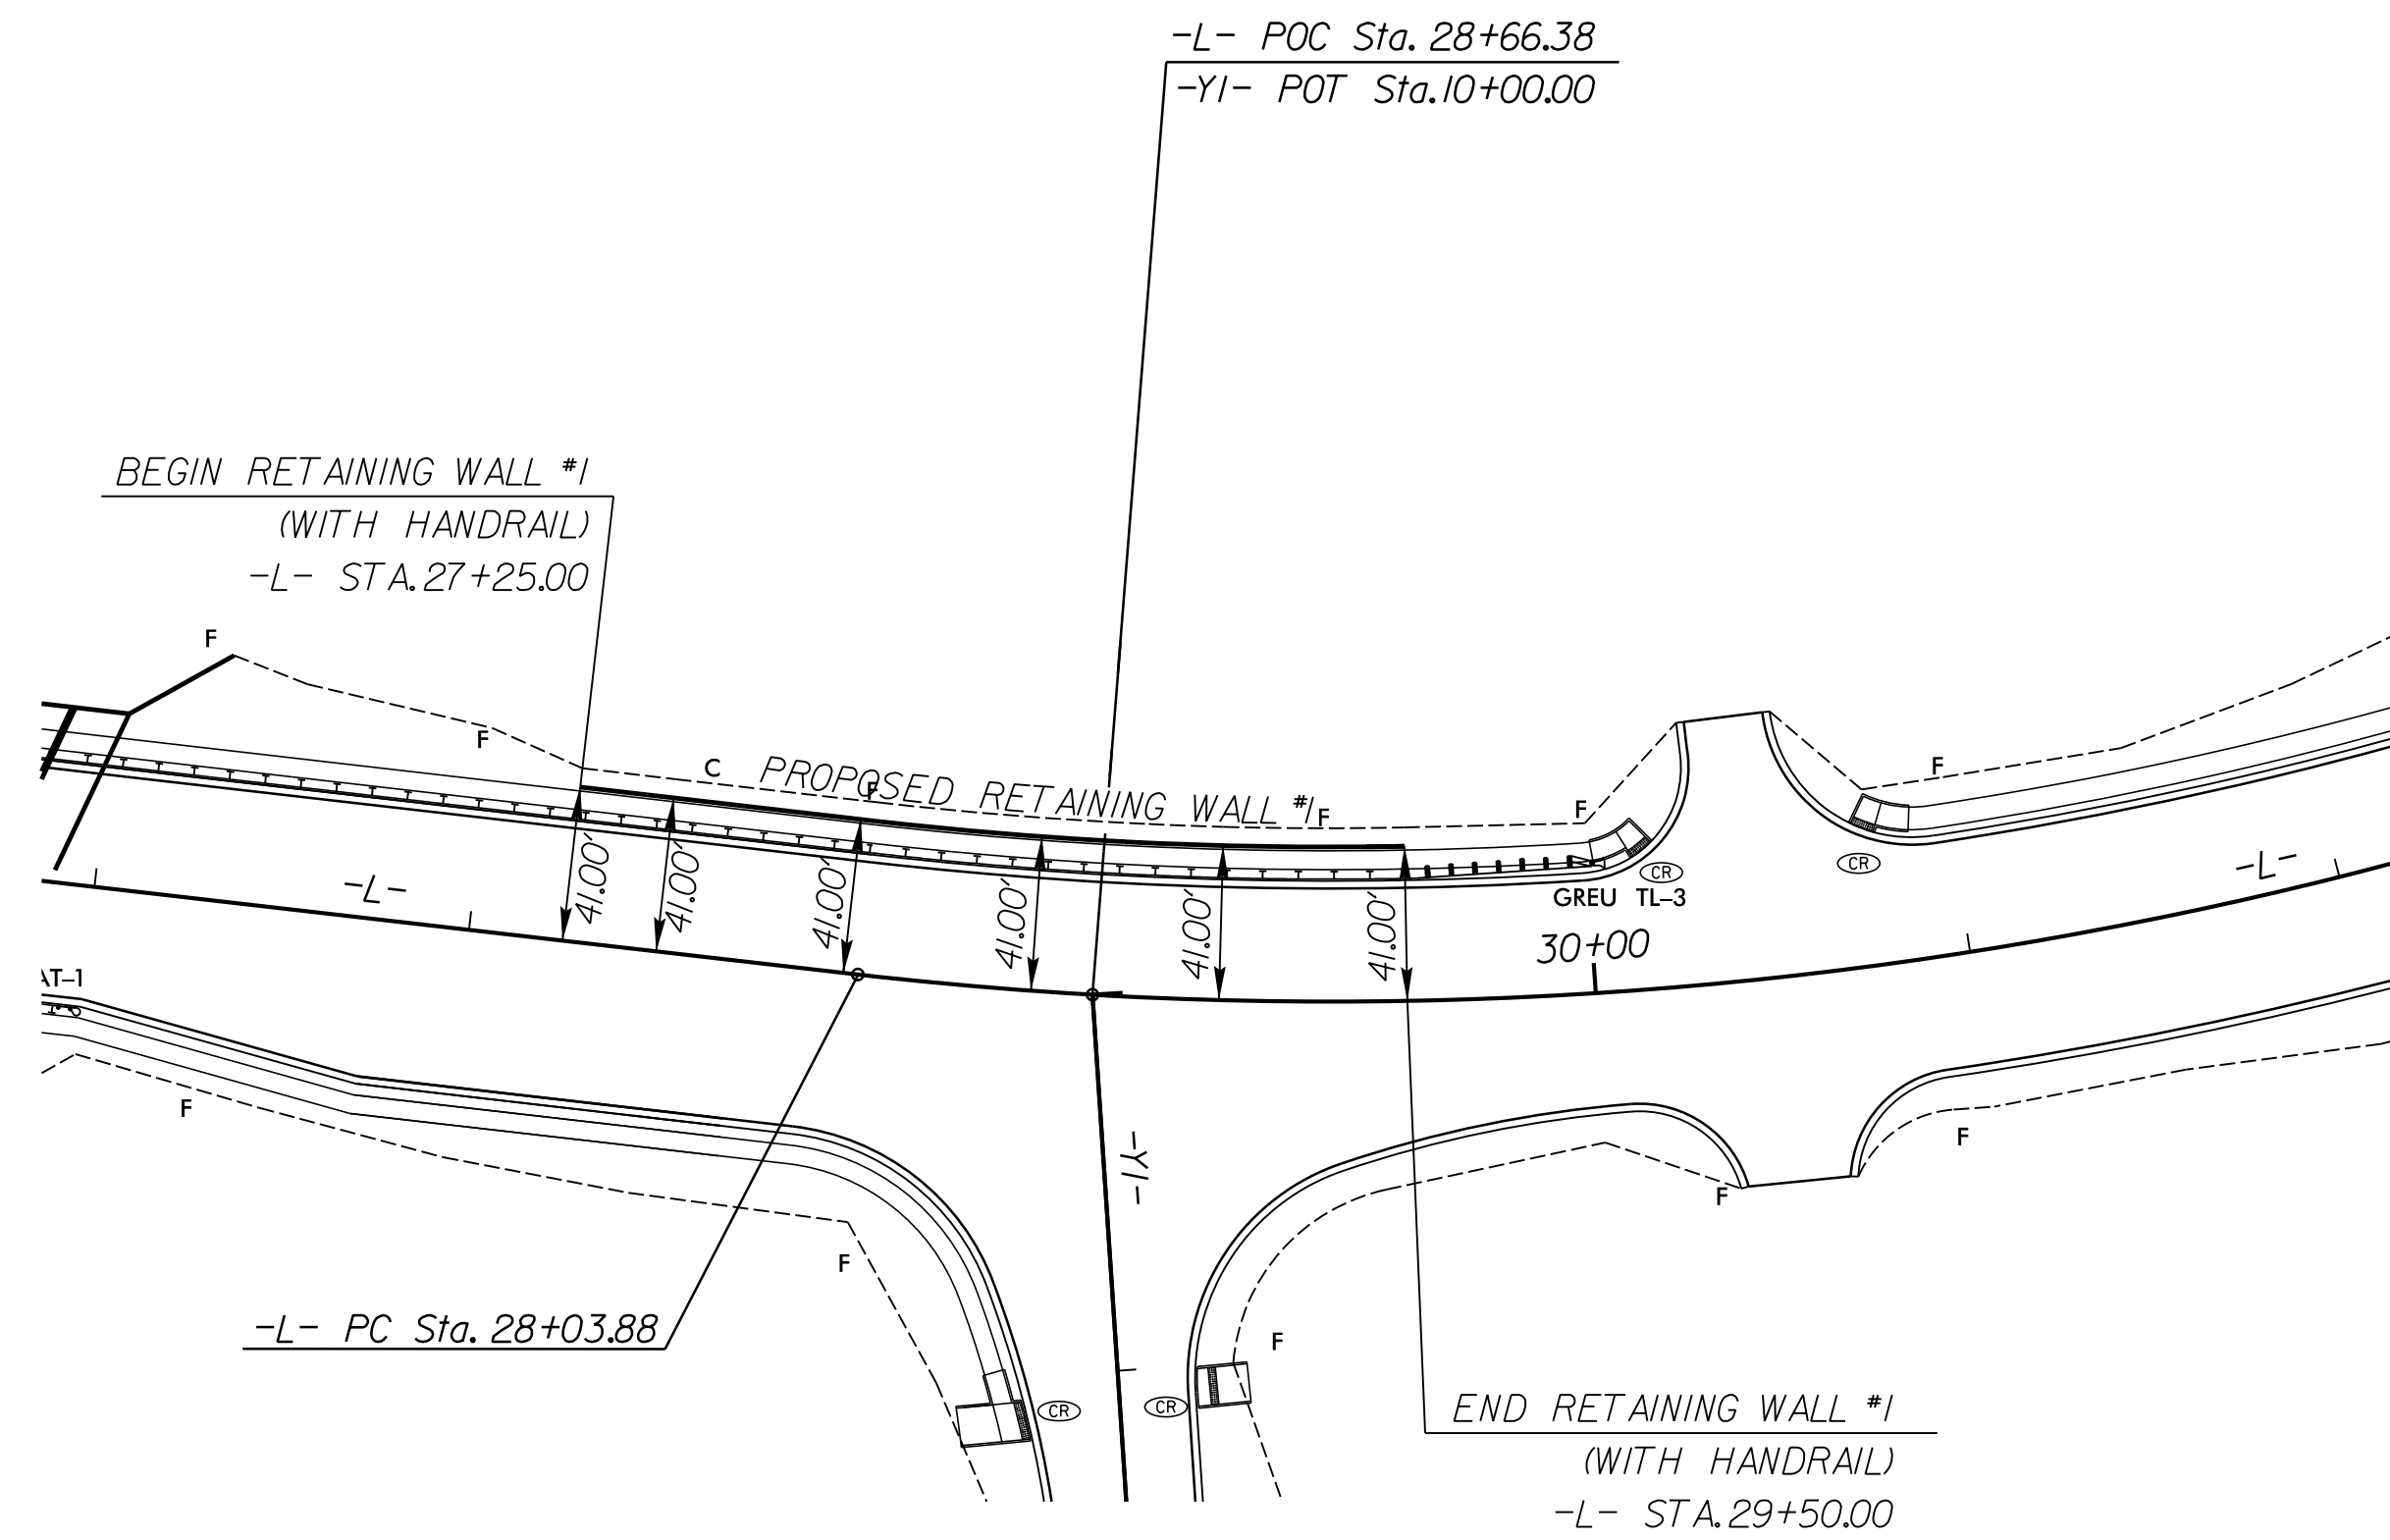 -L- POC Sta. 28+66.38
-Y1- POT Sta. 10+00.00
BEGIN RETAINING WALL #1
(WITH HANDRAIL)
-L- STA. 27+25.00
F
F
C
PROPOSED RETAINING WALL #1
F
F
F
F
41.00'
41.00'
41.00'
41.00'
41.00'
41.00'
CR
CR
GREU TL-3
30+00
-L-
-L-
AT-1
F
-Y1-
F
F
F
F
-L- PC Sta. 28+03.88
CR
CR
END RETAINING WALL #1
(WITH HANDRAIL)
-L- STA. 29+50.00